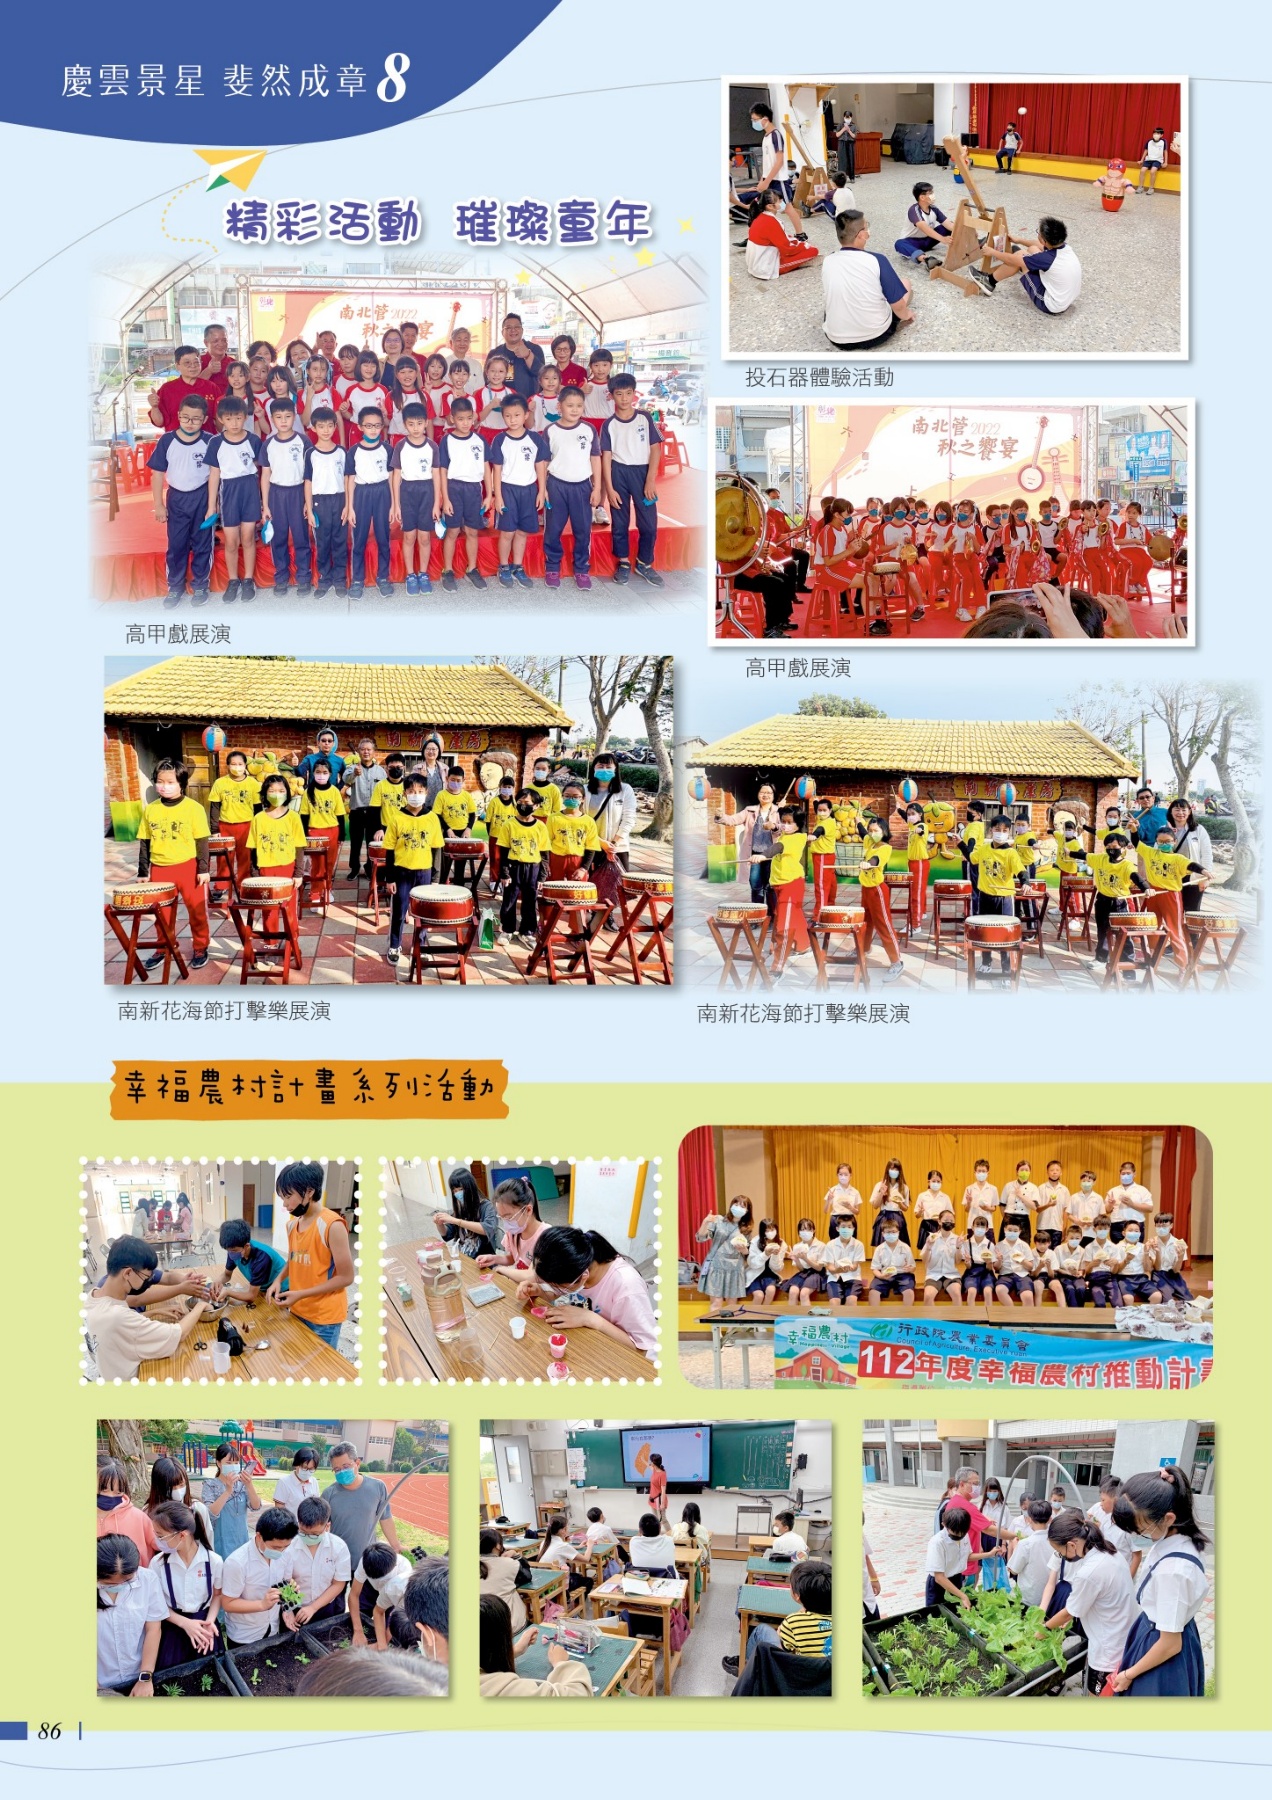 慶雲景星 斐然成章8
精彩活動 璀璨童年
南北管2022
秋之饗宴
投石器體驗活動
南北管2022
秋之饗宴
高甲戲展演
高甲戲展演
南新花海節打擊樂展演
南新花海節打擊樂展演
幸福農村計畫系列活動
幸福農村
行政院農業委員會
Council of Agriculture, Executive Yuan
112年度幸福農村推動計
86